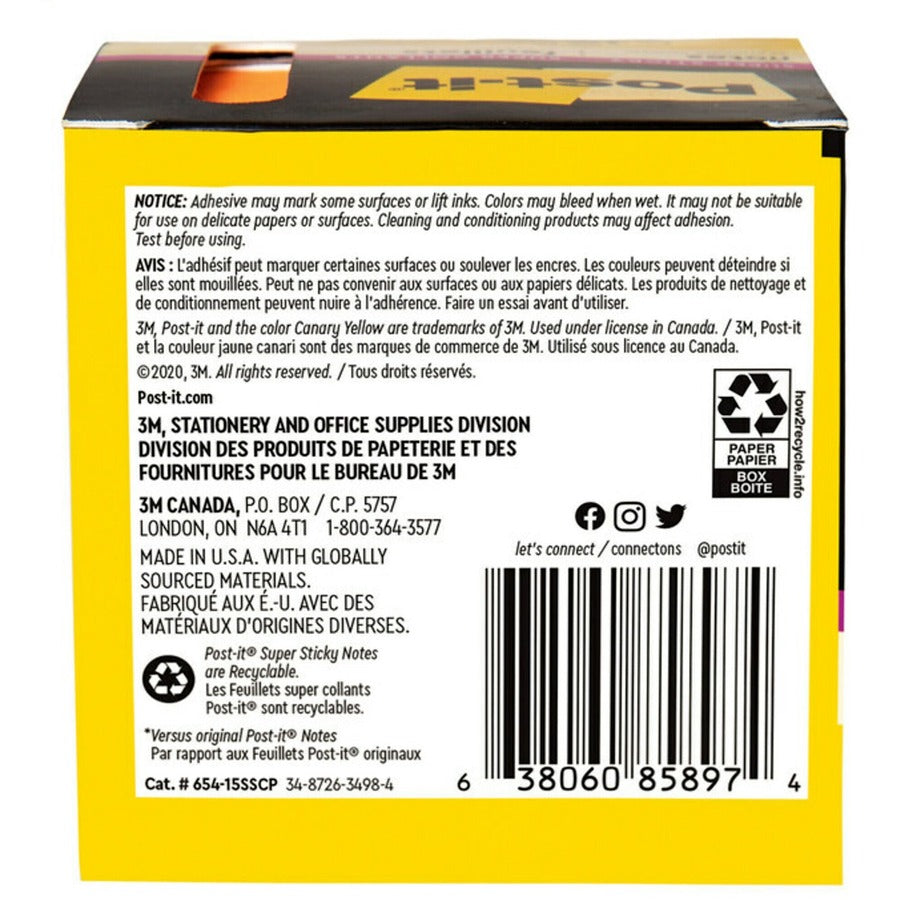 Post-it®
NOTICE: Adhesive may mark some surfaces or lift inks. Colors may bleed when wet. It may not be suitable
for use on delicate papers or surfaces. Cleaning and conditioning products may affect adhesion.
Test before using.
AVIS : L'adhésif peut marquer certaines surfaces ou soulever les encres. Les couleurs peuvent déteindre si
elles sont mouillées. Peut ne pas convenir aux surfaces ou aux papiers délicats. Les produits de nettoyage et
de conditionnement peuvent nuire à l'adhérence. Faire un essai avant d'utiliser.
3M, Post-it and the color Canary Yellow are trademarks of 3M. Used under license in Canada. / 3M, Post-it
et la couleur jaune canari sont des marques de commerce de 3M. Utilisé sous licence au Canada.
©2020, 3M. All rights reserved. / Tous droits réservés.
Post-it.com
3M, STATIONERY AND OFFICE SUPPLIES DIVISION
DIVISION DES PRODUITS DE PAPETERIE ET DES
FOURNITURES POUR LE BUREAU DE 3M
3M CANADA, P.O. BOX / C.P. 5757
LONDON, ON N6A 4T1 1-800-364-3577
MADE IN U.S.A. WITH GLOBALLY
SOURCED MATERIALS.
FABRIQUÉ AUX É.-U. AVEC DES
MATÉRIAUX D'ORIGINES DIVERSES.
Post-it® Super Sticky Notes
are Recyclable.
Les Feuillets super collants
Post-it® sont recyclables.
*Versus original Post-it® Notes
Par rapport aux Feuillets Post-it® originaux
Cat. # 654-15SSCP 34-8726-3498-4
PAPER
PAPIER
BOX
BOITE
how2recycle.info
let's connect / connectons @postit
6 38060 85897 4